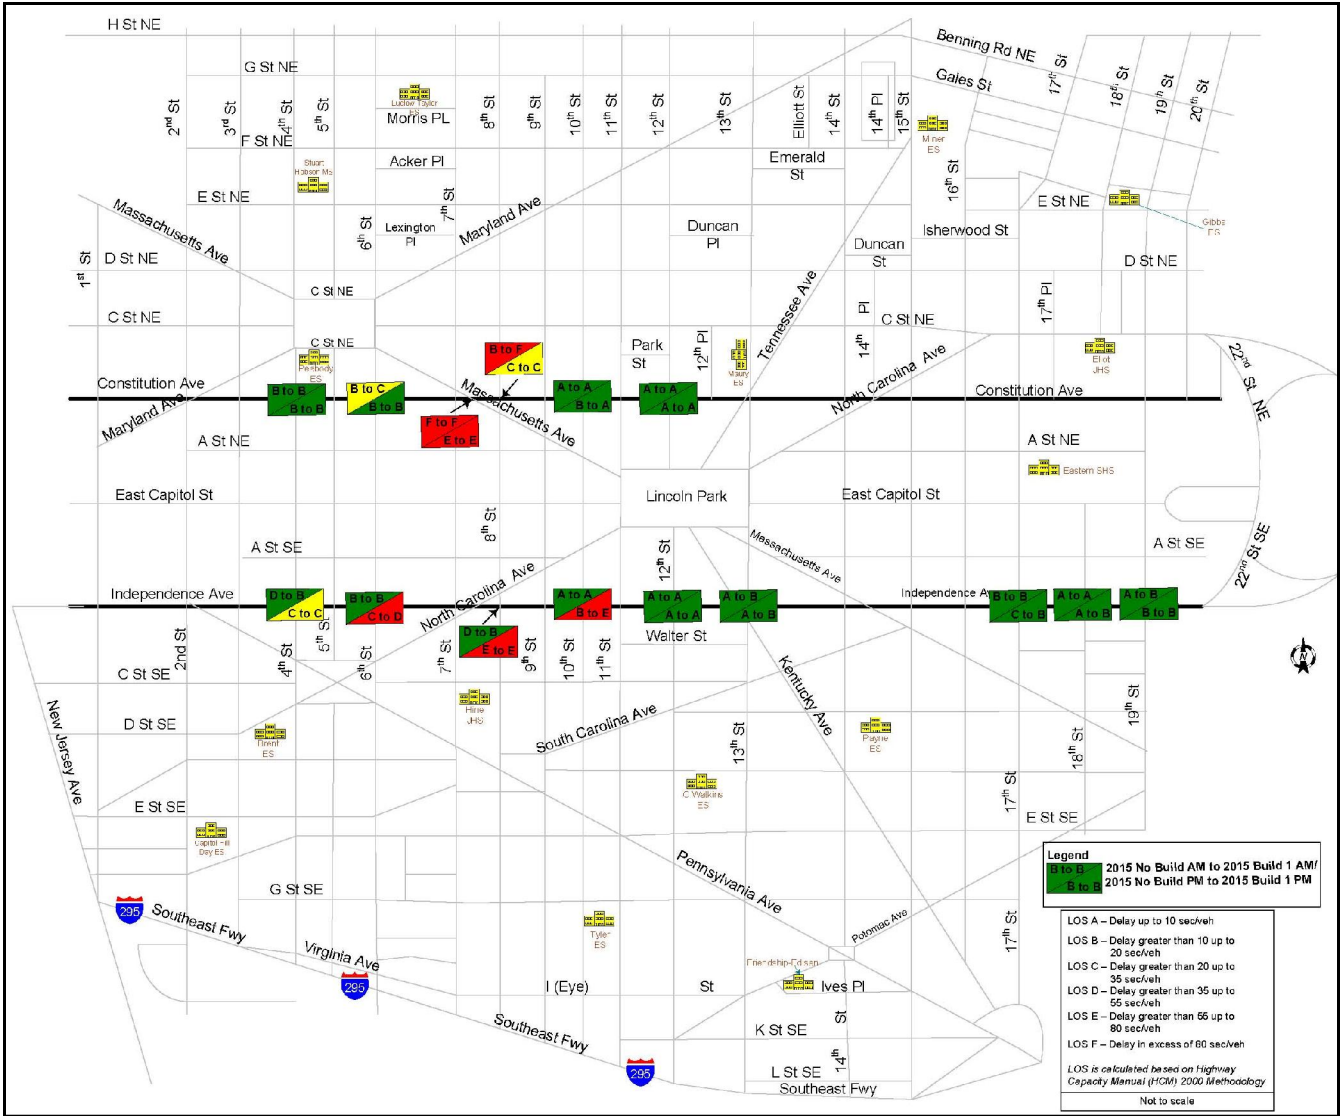 H St NE
Benning Rd NE
G St NE
Gales St
17th St
18th St
19th St
20th St
2nd St
3rd St
4th St
5th St
Ludlow Taylor
ES
Morris PL
8th St
9th St
10th St
11th St
12th St
13th St
Elliott St
14th St
14th Pl
15th St
F St NE
Miner
ES
Stuart
Hobson MS
Acker Pl
Emerald
St
16th St
E St NE
7th St
E St NE
Massachusetts Ave
6th St
Lexington
Pl
Maryland Ave
Duncan
Pl
Isherwood St
Gibbs
ES
Duncan
St
1st St
D St NE
D St NE
C St NE
Tennessee Ave
17th Pl
C St NE
14th Pl
C St NE
C St NE
Park
St
12th Pl
Maury
ES
Eliot
JHS
22nd St NE
Peabody
ES
B to F
C to C
North Carolina Ave
Constitution Ave
Constitution Ave
B to B
B to B
B to C
B to B
Massachusetts Ave
A to A
B to A
A to A
A to A
Maryland Ave
F to F
E to E
A St NE
A St NE
Eastern SHS
East Capitol St
Lincoln Park
East Capitol St
8th St
A St SE
12th St
Massachusetts Ave
A St SE
22nd St SE
Independence Ave
North Carolina Ave
Independence Av
D to B
C to C
B to B
C to D
A to A
B to E
A to A
A to A
B to B
A to B
B to B
C to B
A to A
A to B
A to B
B to B
D to B
E to E
Walter St
2nd St
4th St
5th St
6th St
7th St
9th St
10th St
11th St
C St SE
Kentucky Ave
New Jersey Ave
Hine
JHS
South Carolina Ave
19th St
D St SE
Brent
ES
13th St
Payne
ES
18th St
C Watkins
ES
17th St
E St SE
E St SE
Capitol Hill
Day ES
Pennsylvania Ave
Legend
B to B
B to B
2015 No Build AM to 2015 Build 1 AM/
2015 No Build PM to 2015 Build 1 PM
G St SE
295
Southeast Fwy
Tyler
ES
Potomac Ave
17th St
LOS A – Delay up to 10 sec/veh
LOS B – Delay greater than 10 up to
20 sec/veh
LOS C – Delay greater than 20 up to
35 sec/veh
LOS D – Delay greater than 35 up to
55 sec/veh
LOS E – Delay greater than 55 up to
80 sec/veh
LOS F – Delay in excess of 80 sec/veh
LOS is calculated based on Highway
Capacity Manual (HCM) 2000 Methodology
Not to scale
Virginia Ave
295
Friendship-Edison
I (Eye)
St
Ives Pl
Southeast Fwy
K St SE
14th St
295
L St SE
Southeast Fwy
N